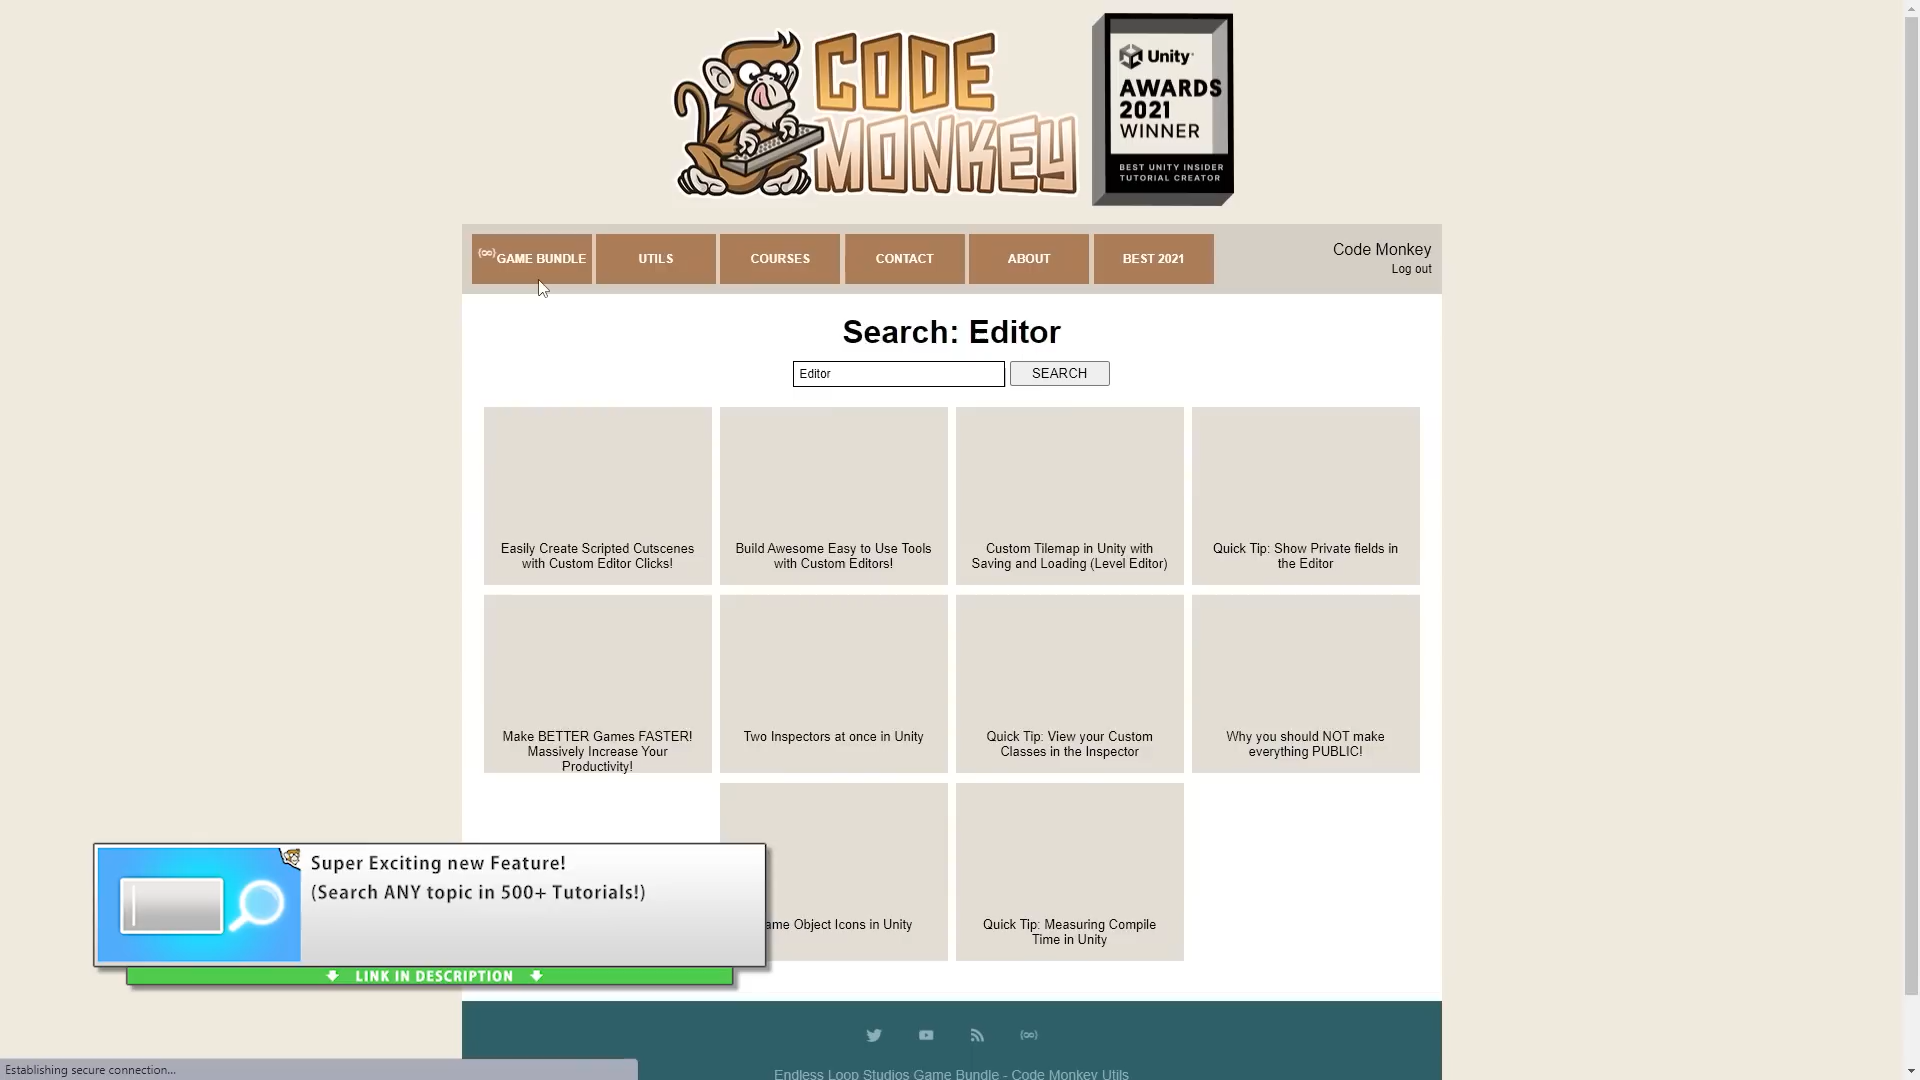 CODE
MONKEY
Unity
AWARDS
2021
WINNER
BEST UNITY INSIDER
TUTORIAL CREATOR
GAME BUNDLE
UTILS
COURSES
CONTACT
ABOUT
BEST 2021
Code Monkey
Log out
Search: Editor
Editor
SEARCH
Easily Create Scripted Cutscenes
with Custom Editor Clicks!
Build Awesome Easy to Use Tools
with Custom Editors!
Custom Tilemap in Unity with
Saving and Loading (Level Editor)
Quick Tip: Show Private fields in
the Editor
Make BETTER Games FASTER!
Massively Increase Your
Productivity!
Two Inspectors at once in Unity
Quick Tip: View your Custom
Classes in the Inspector
Why you should NOT make
everything PUBLIC!
ame Object Icons in Unity
Quick Tip: Measuring Compile
Time in Unity
Super Exciting new Feature!
(Search ANY topic in 500+ Tutorials!)
LINK IN DESCRIPTION
Endless Loop Studios Game Bundle - Code Monkey Utils
Establishing secure connection...